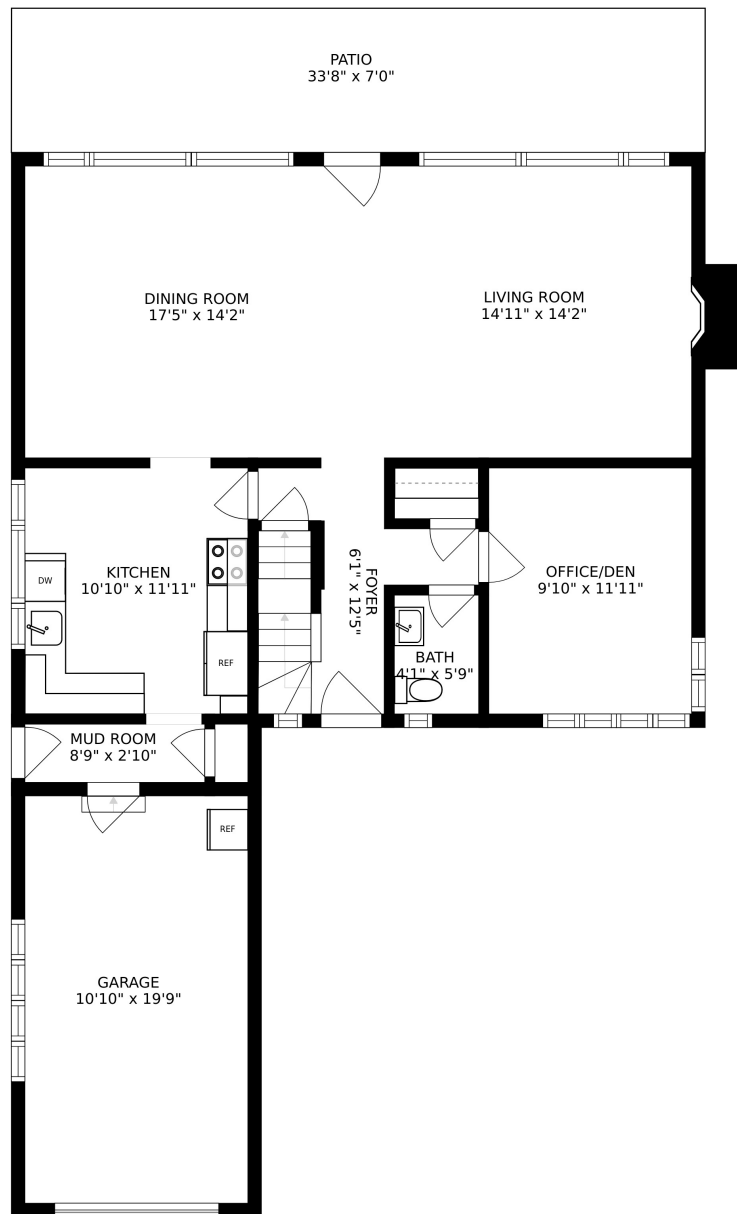 PATIO
33'8" x 7'0"
DINING ROOM
17'5" x 14'2"
LIVING ROOM
14'11" x 14'2"
KITCHEN
10'10" x 11'11"
DW
REF
FOYER
6'1" x 12'5"
OFFICE/DEN
9'10" x 11'11"
BATH
4'1" x 5'9"
MUD ROOM
8'9" x 2'10"
REF
GARAGE
10'10" x 19'9"